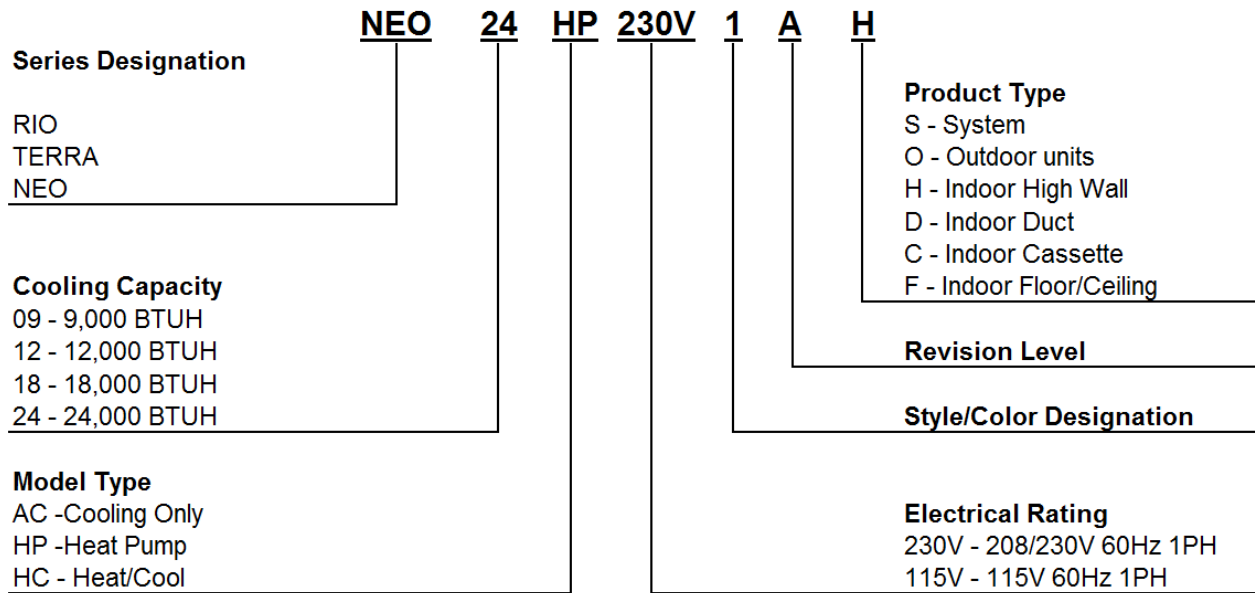 NEO 24 HP 230V 1 A H
Series Designation
RIO
TERRA
NEO
Cooling Capacity
09 - 9,000 BTUH
12 - 12,000 BTUH
18 - 18,000 BTUH
24 - 24,000 BTUH
Model Type
AC -Cooling Only
HP -Heat Pump
HC - Heat/Cool
Product Type
S - System
O - Outdoor units
H - Indoor High Wall
D - Indoor Duct
C - Indoor Cassette
F - Indoor Floor/Ceiling
Revision Level
Style/Color Designation
Electrical Rating
230V - 208/230V 60Hz 1PH
115V - 115V 60Hz 1PH